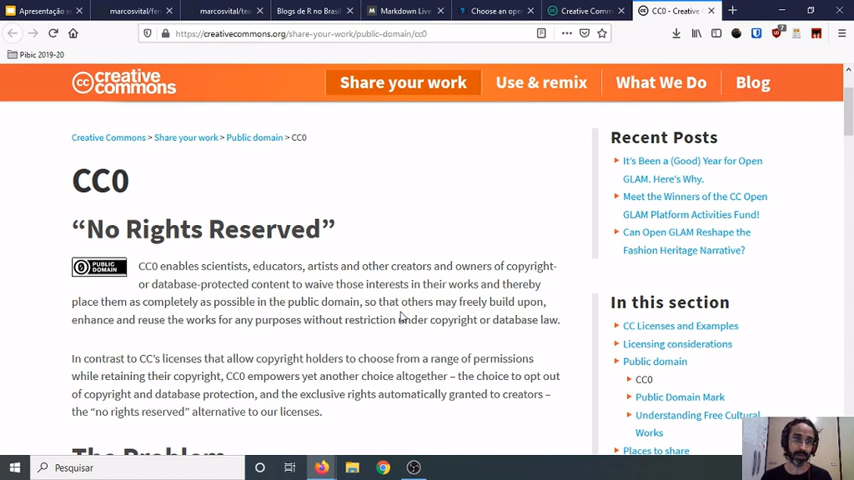 Apresentação s
marcosvital/fer
marcosvital/tea
Blogs de R no Brasil
Markdown Live
Choose an open
Creative Comm
CC0 - Creative
https://creativecommons.org/share-your-work/public-domain/cc0
Pibic 2019-20
creative commons
Share your work
Use & remix
What We Do
Blog
Creative Commons > Share your work > Public domain > CC0
CC0
“No Rights Reserved”
PUBLIC DOMAIN
CC0 enables scientists, educators, artists and other creators and owners of copyright-
or database-protected content to waive those interests in their works and thereby
place them as completely as possible in the public domain, so that others may freely build upon,
enhance and reuse the works for any purposes without restriction under copyright or database law.
In contrast to CC’s licenses that allow copyright holders to choose from a range of permissions
while retaining their copyright, CC0 empowers yet another choice altogether – the choice to opt out
of copyright and database protection, and the exclusive rights automatically granted to creators –
the “no rights reserved” alternative to our licenses.
The Problem
Recent Posts
It’s Been a (Good) Year for Open
GLAM. Here’s Why.
Meet the Winners of the CC Open
GLAM Platform Activities Fund!
Can Open GLAM Reshape the
Fashion Heritage Narrative?
In this section
CC Licenses and Examples
Licensing considerations
Public domain
CC0
Public Domain Mark
Understanding Free Cultural
Works
Places to share
Pesquisar